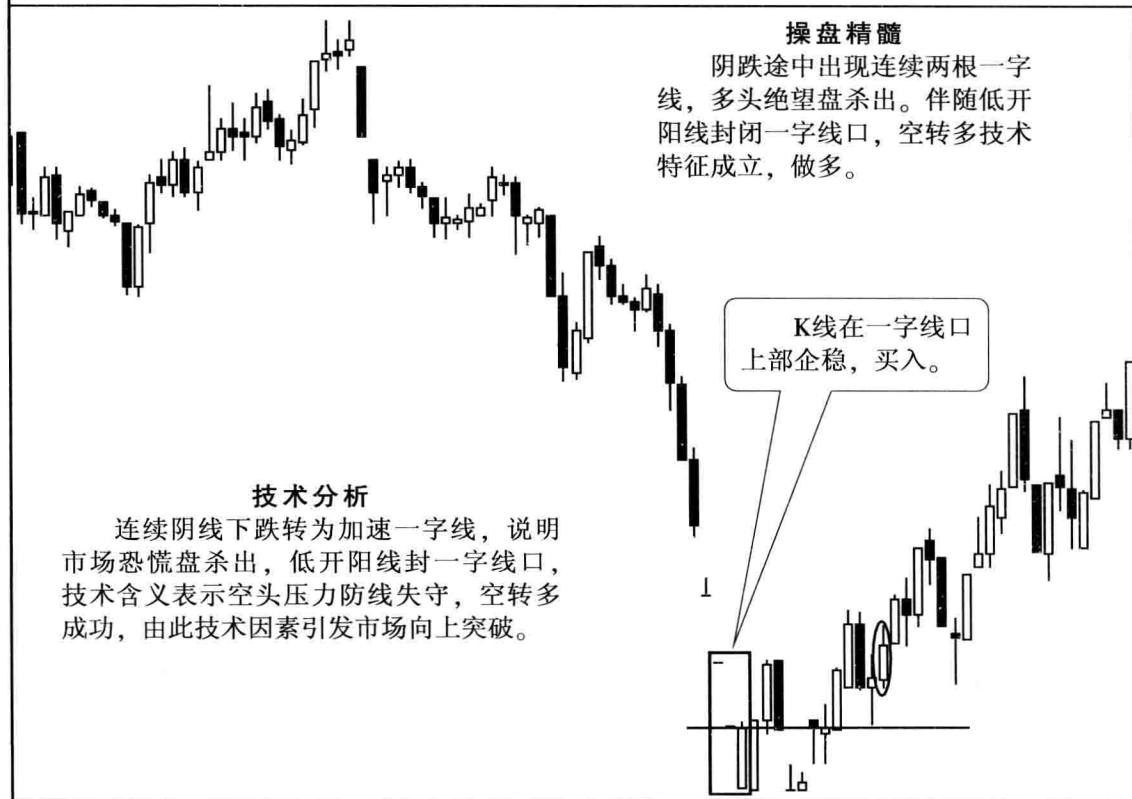 操盘精髓
阴跌途中出现连续两根一字
线，多头绝望盘杀出。伴随低开
阳线封闭一字线口，空转多技术
特征成立，做多。
K线在一字线口
上部企稳，买入。
技术分析
连续阴线下跌转为加速一字线，说明
市场恐慌盘杀出，低开阳线封一字线口，
技术含义表示空头压力防线失守，空转多
成功，由此技术因素引发市场向上突破。